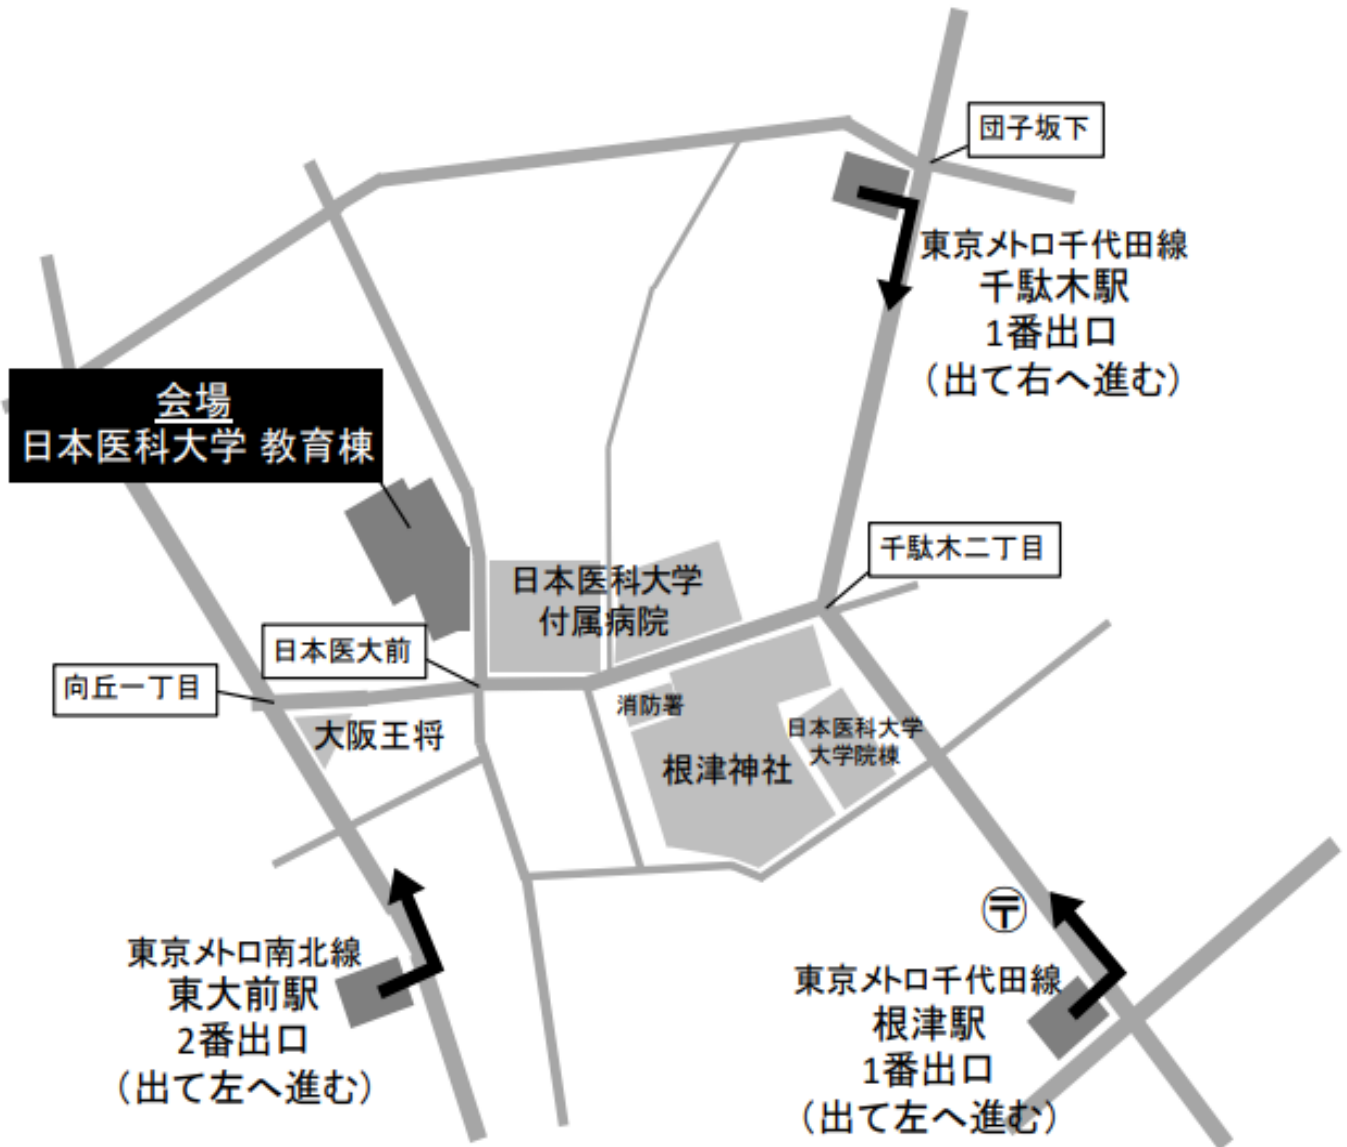 団子坂下
東京メトロ千代田線
千駄木駅
1番出口
（出て右へ進む）
会場
日本医科大学 教育棟
千駄木二丁目
日本医科大学
付属病院
日本医大前
向丘一丁目
消防署
大阪王将
日本医科大学
大学院棟
根津神社
〒
東京メトロ南北線
東大前駅
2番出口
（出て左へ進む）
東京メトロ千代田線
根津駅
1番出口
（出て左へ進む）